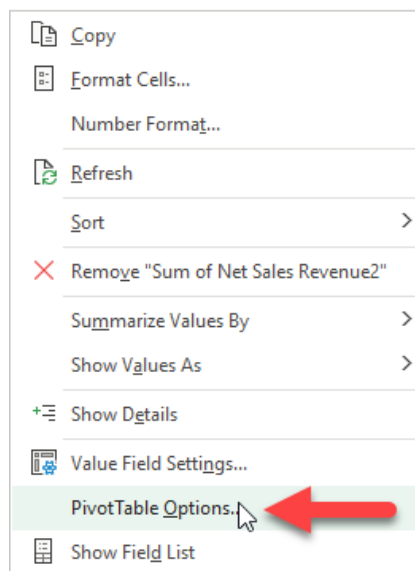 Copy
Format Cells...
Number Format...
Refresh
Sort
Remove "Sum of Net Sales Revenue2"
Summarize Values By
Show Values As
Show Details
Value Field Settings...
PivotTable Options...
Show Field List